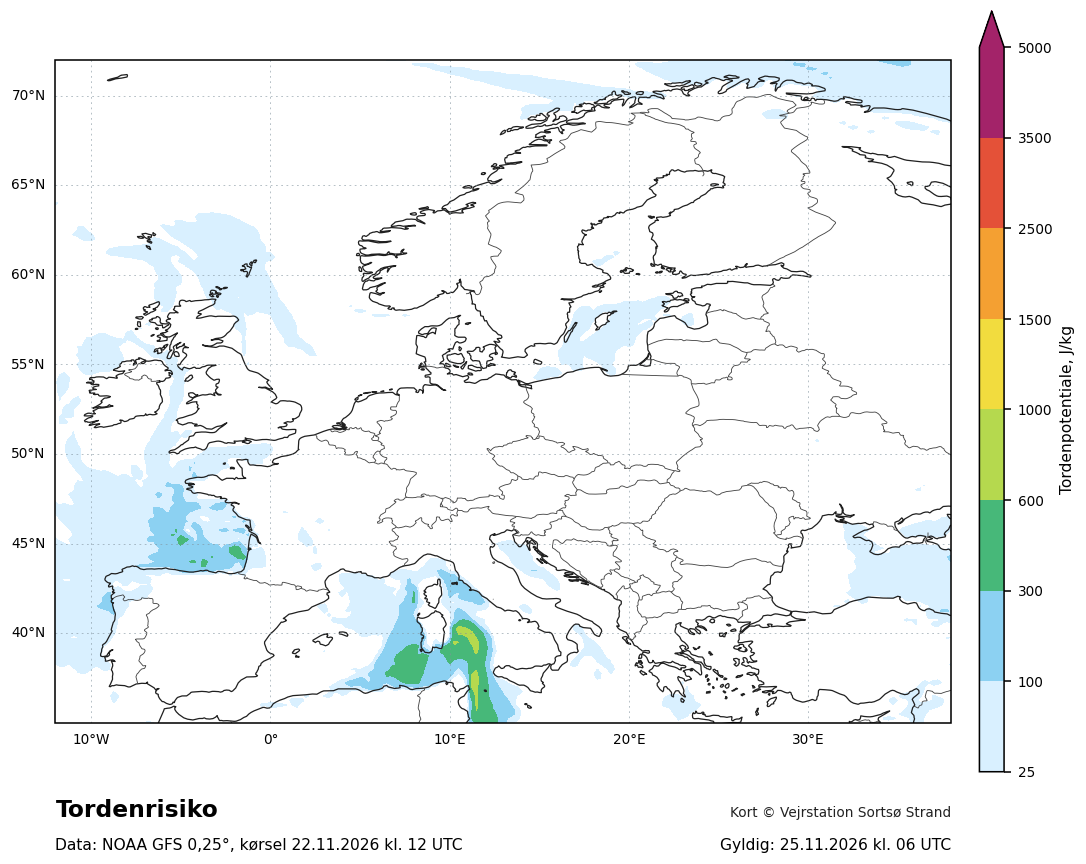 5000
3500
2500
1500
1000
600
300
100
25
Tordenpotentiale, J/kg
70°N
65°N
60°N
55°N
50°N
45°N
40°N
10°W
0°
10°E
20°E
30°E
Tordenrisiko
Kort © Vejrstation Sortsø Strand
Data: NOAA GFS 0,25°, kørsel 22.11.2026 kl. 12 UTC
Gyldig: 25.11.2026 kl. 06 UTC